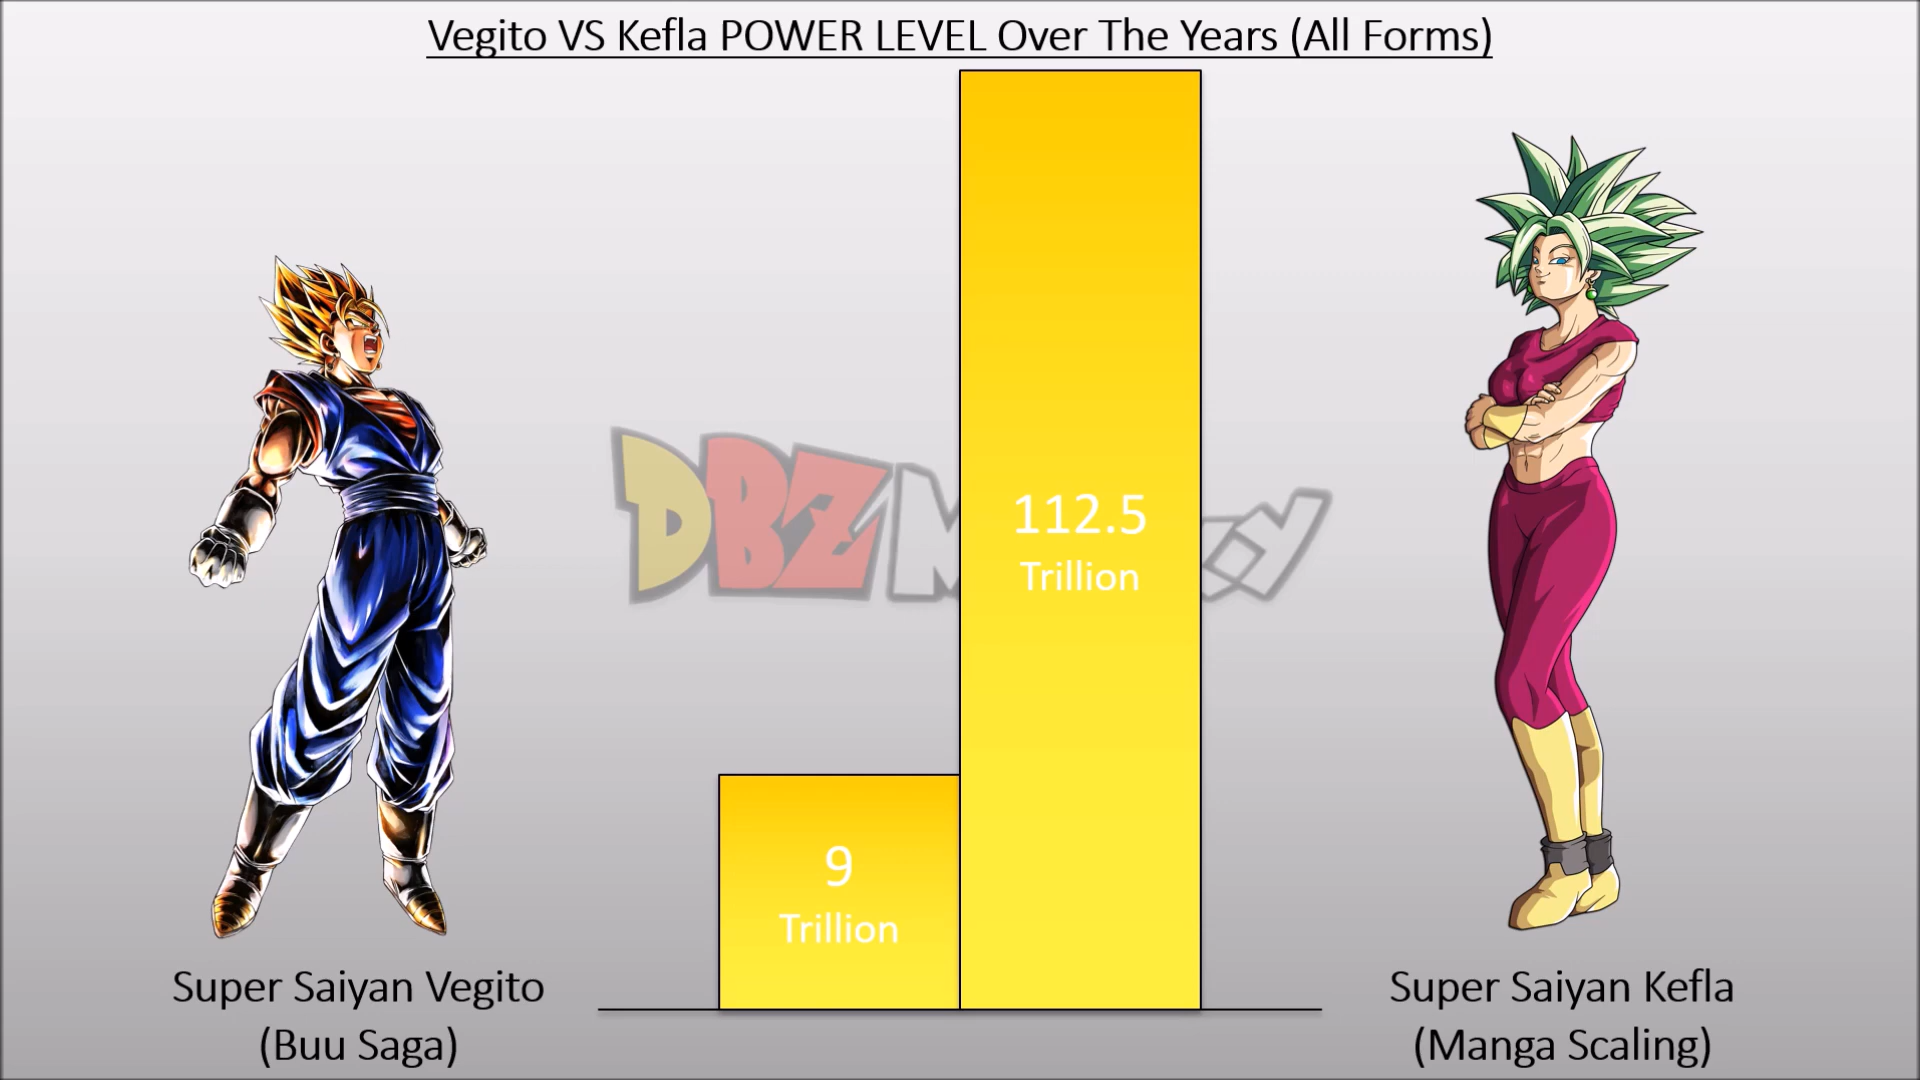 Vegito VS Kefla POWER LEVEL Over The Years (All Forms)
DBZ
112.5
Trillion
9
Trillion
Super Saiyan Vegito
(Buu Saga)
Super Saiyan Kefla
(Manga Scaling)